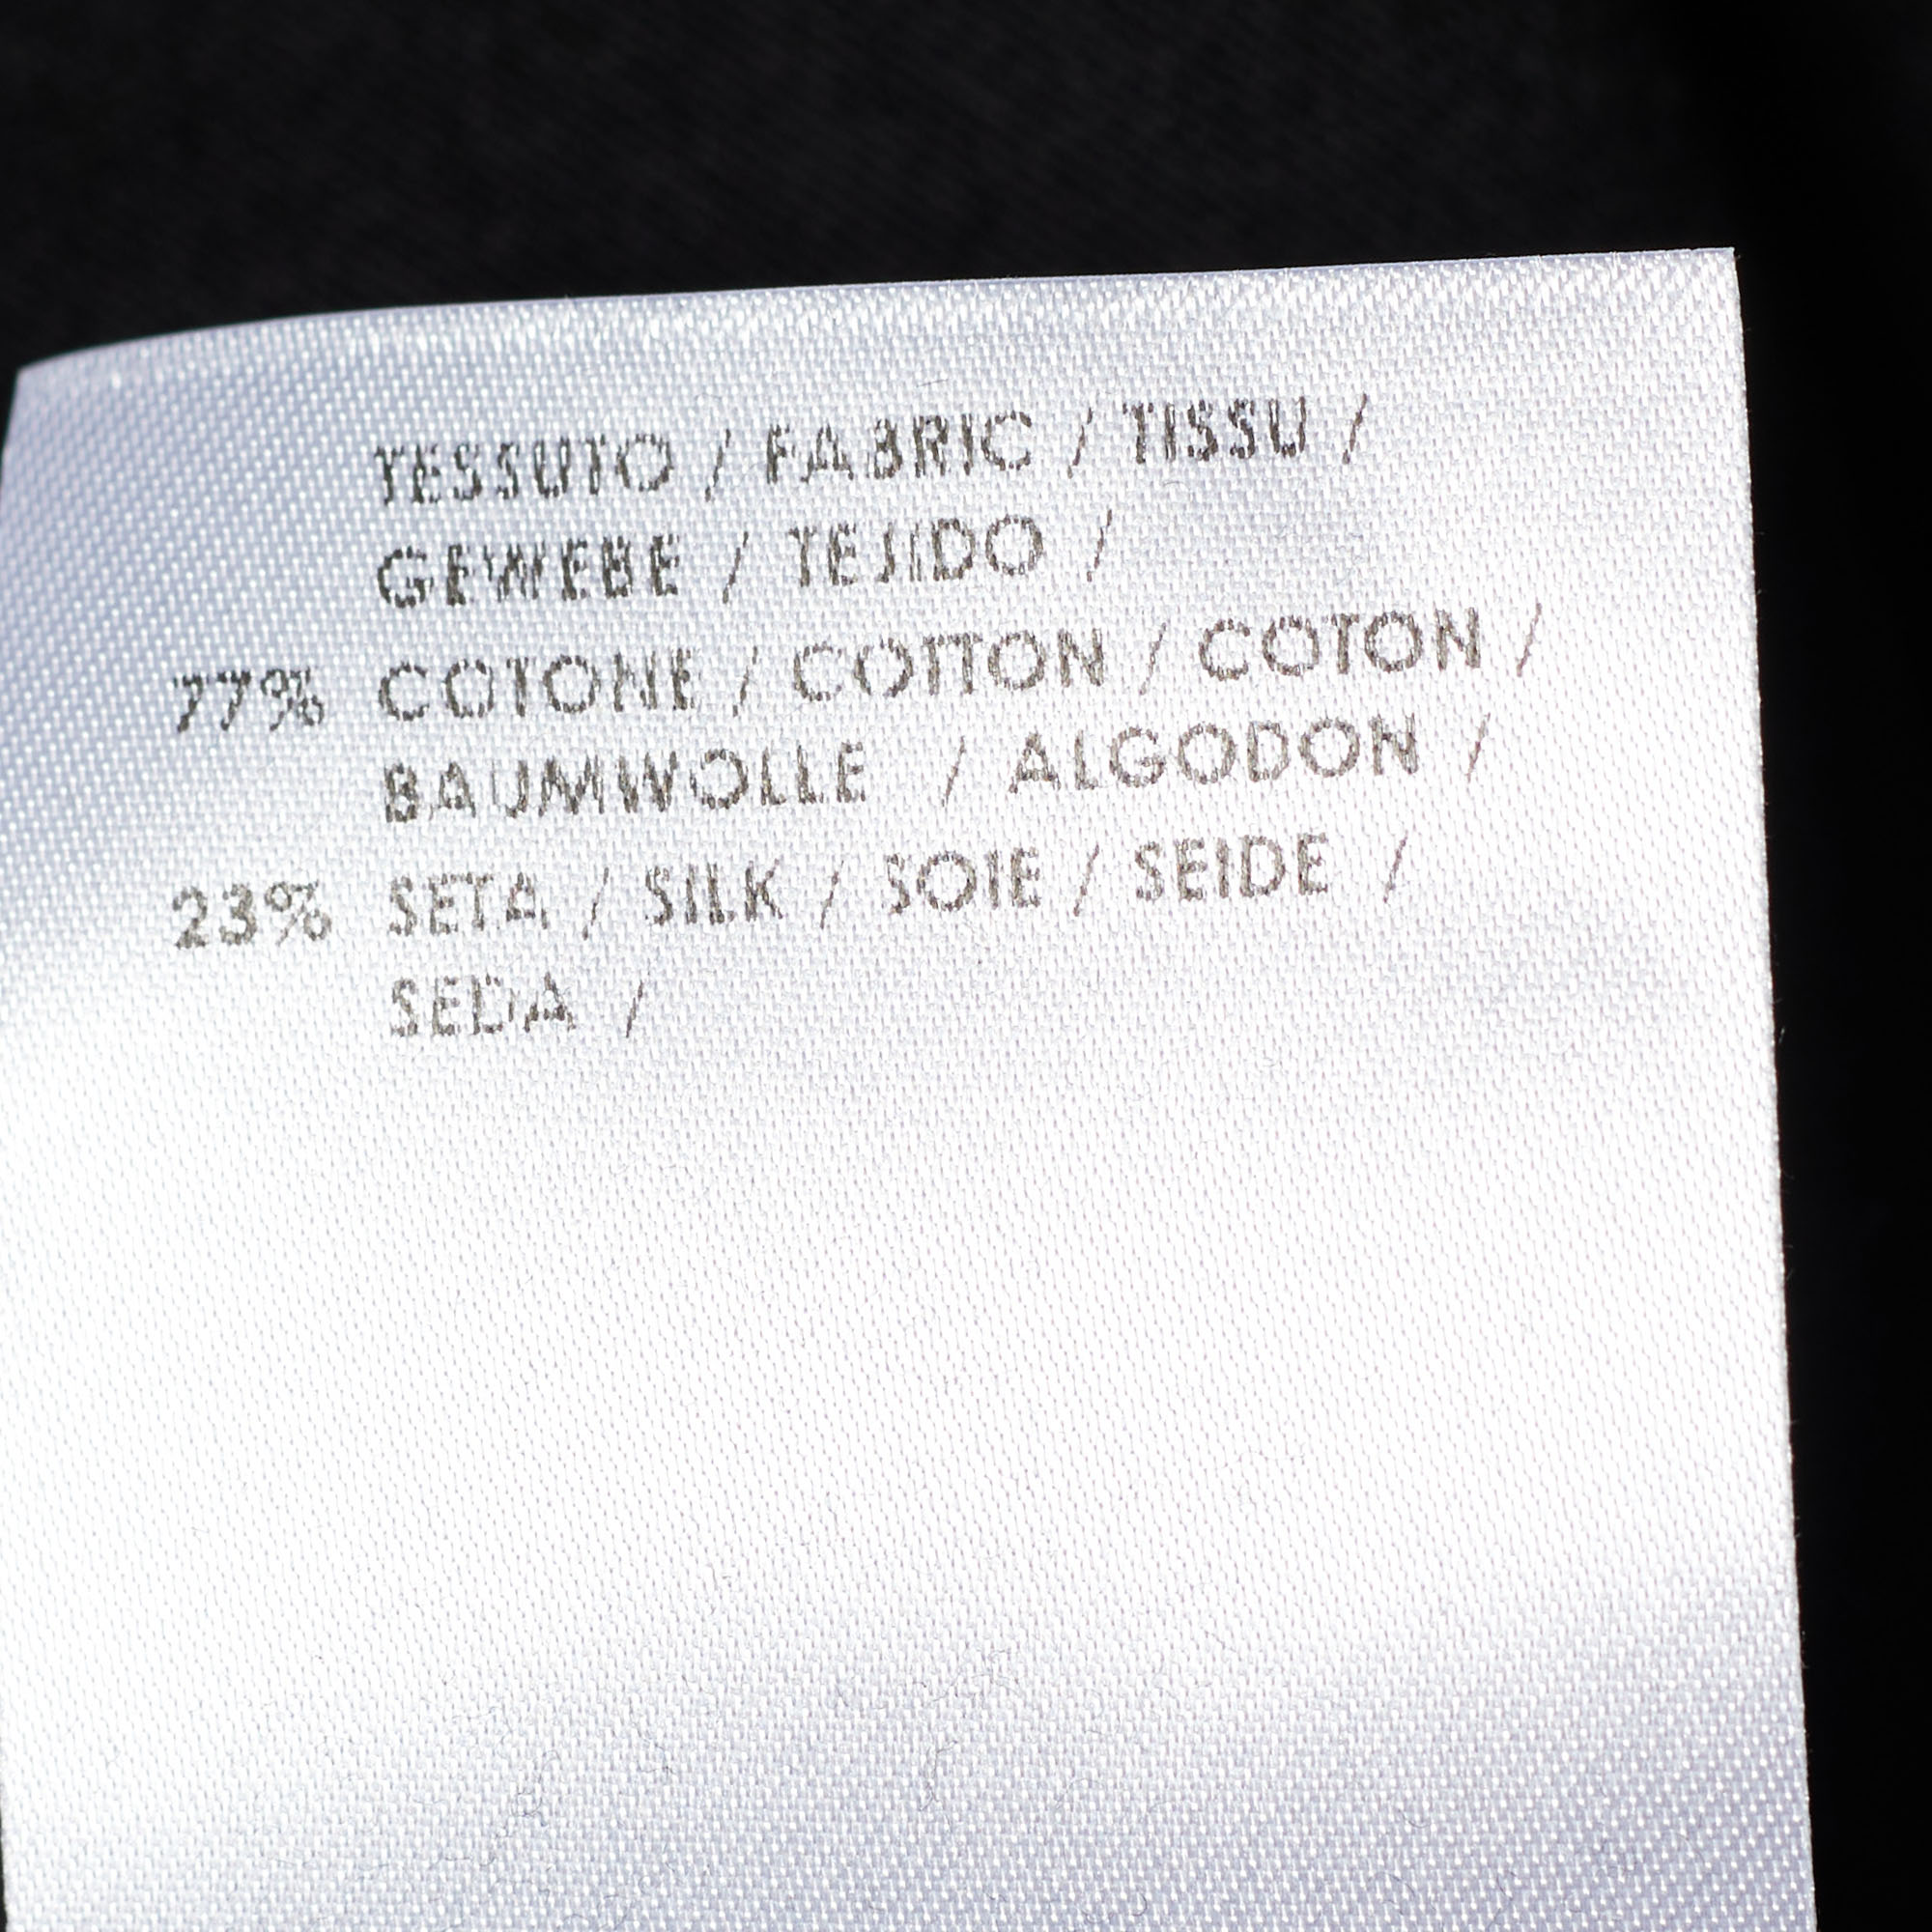 TESSUTO / FABRIC / TISSU /
GEWEBE / TEJIDO /
77% COTONE / COTTON / COTON /
BAUMWOLLE / ALGODON /
23% SETA / SILK / SOIE / SEIDE /
SEDA /